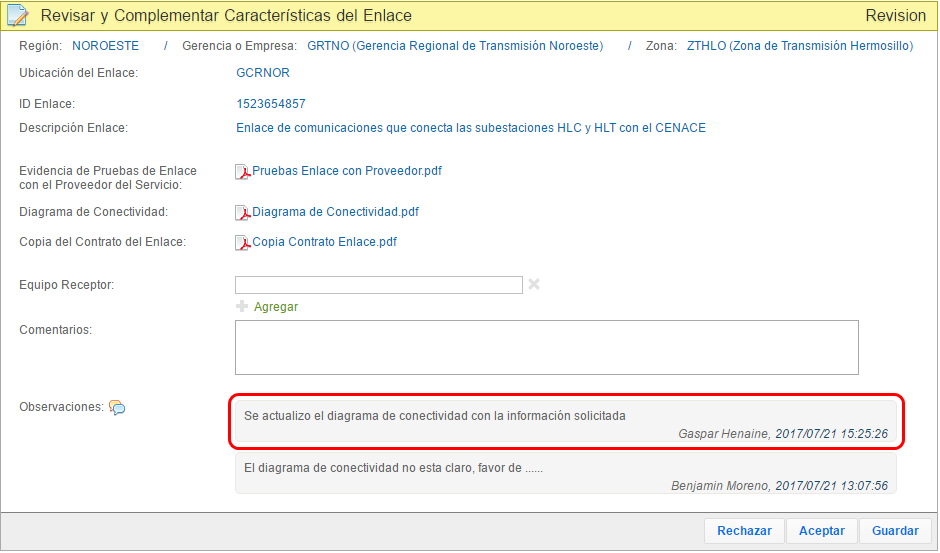 Revisar y Complementar Características del Enlace Revision
Región: NOROESTE / Gerencia o Empresa: GRTNO (Gerencia Regional de Transmisión Noroeste) / Zona: ZTHLO (Zona de Transmisión Hermosillo)
Ubicación del Enlace: GCRNOR
ID Enlace: 1523654857
Descripción Enlace: Enlace de comunicaciones que conecta las subestaciones HLC y HLT con el CENACE
Evidencia de Pruebas de Enlace
con el Proveedor del Servicio: Pruebas Enlace con Proveedor.pdf
Diagrama de Conectividad: Diagrama de Conectividad.pdf
Copia del Contrato del Enlace: Copia Contrato Enlace.pdf
Equipo Receptor:
Agregar
Comentarios:
Observaciones:
Se actualizo el diagrama de conectividad con la información solicitada
Gaspar Henaine, 2017/07/21 15:25:26
El diagrama de conectividad no esta claro, favor de ......
Benjamin Moreno, 2017/07/21 13:07:56
Rechazar Aceptar Guardar